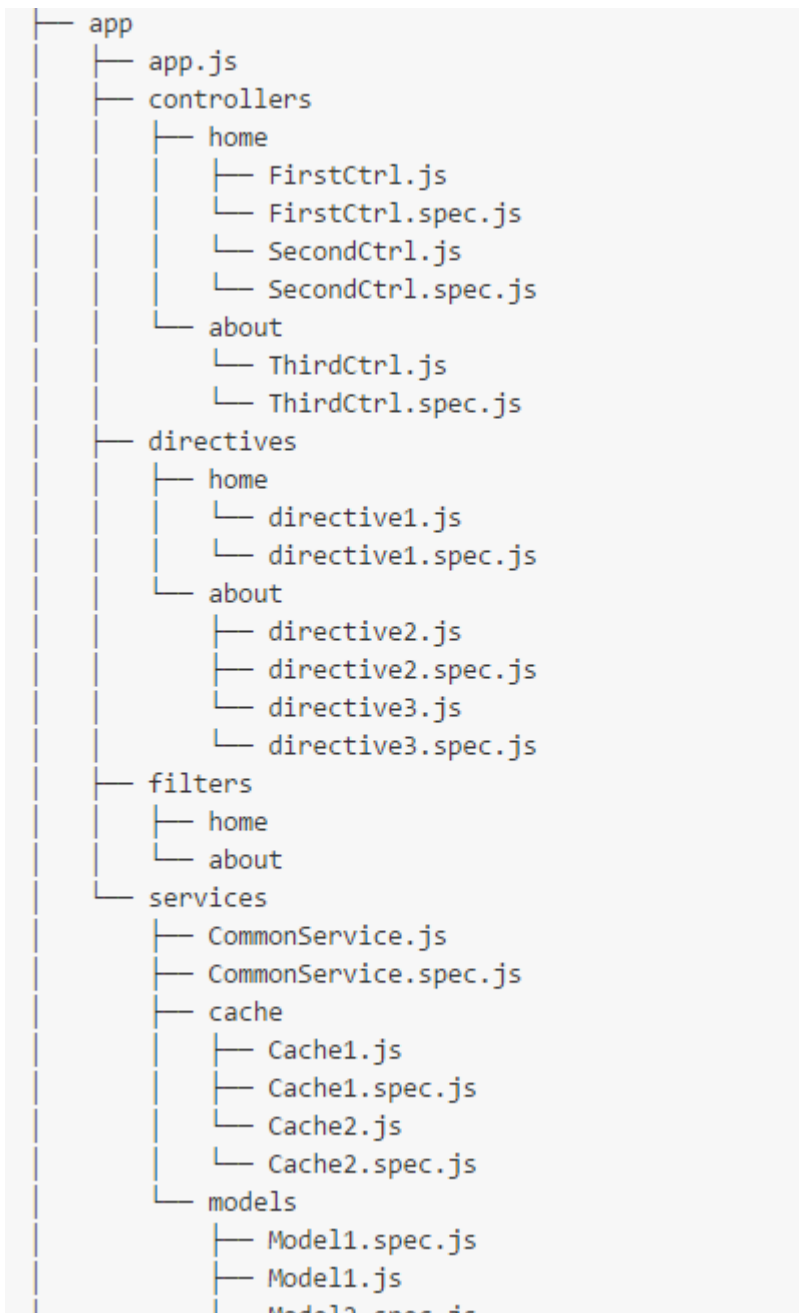 ├── app
│   ├── app.js
│   ├── controllers
│   │   ├── home
│   │   │   ├── FirstCtrl.js
│   │   │   └── FirstCtrl.spec.js
│   │   │   └── SecondCtrl.js
│   │   │   └── SecondCtrl.spec.js
│   │   └── about
│   │       └── ThirdCtrl.js
│   │       └── ThirdCtrl.spec.js
│   ├── directives
│   │   ├── home
│   │   │   └── directive1.js
│   │   │   └── directive1.spec.js
│   │   └── about
│   │       ├── directive2.js
│   │       ├── directive2.spec.js
│   │       └── directive3.js
│   │       └── directive3.spec.js
│   ├── filters
│   │   ├── home
│   │   └── about
│   └── services
│       ├── CommonService.js
│       ├── CommonService.spec.js
│       ├── cache
│       │   ├── Cache1.js
│       │   ├── Cache1.spec.js
│       │   └── Cache2.js
│       │   └── Cache2.spec.js
│       └── models
│           ├── Model1.spec.js
│           ├── Model1.js